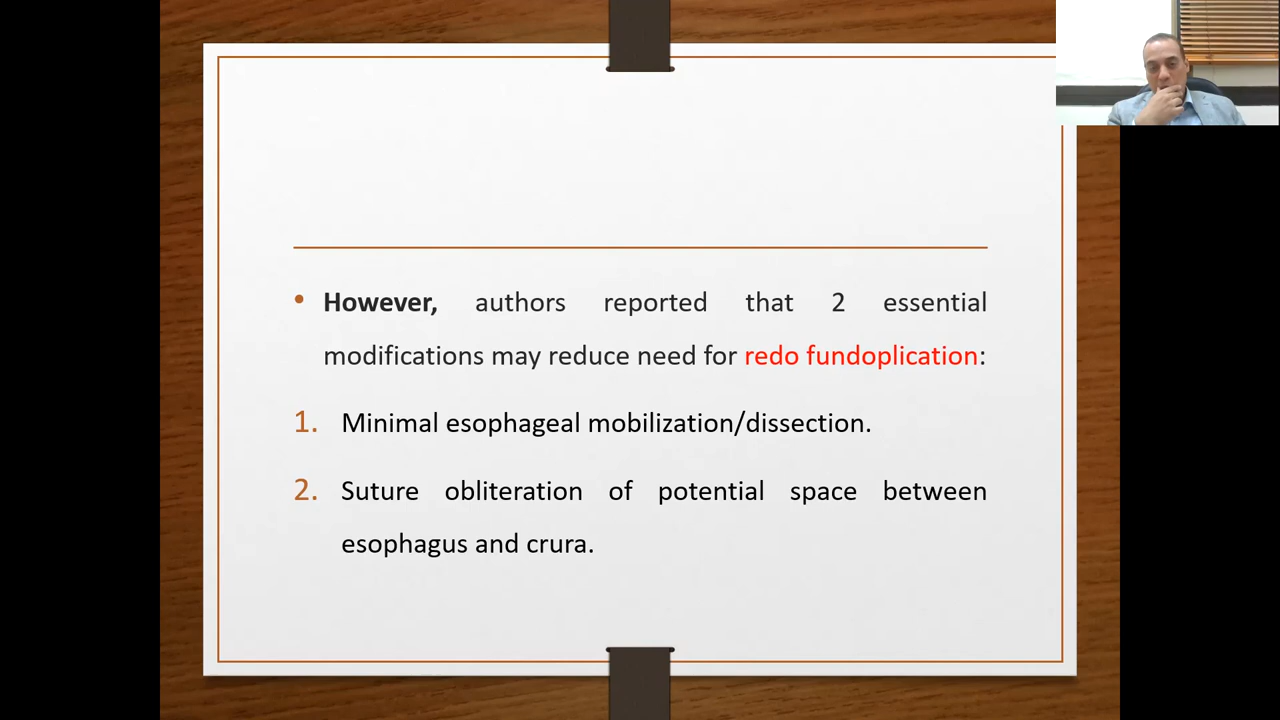 • However, authors reported that 2 essential
modifications may reduce need for redo fundoplication:
1. Minimal esophageal mobilization/dissection.
2. Suture obliteration of potential space between
esophagus and crura.